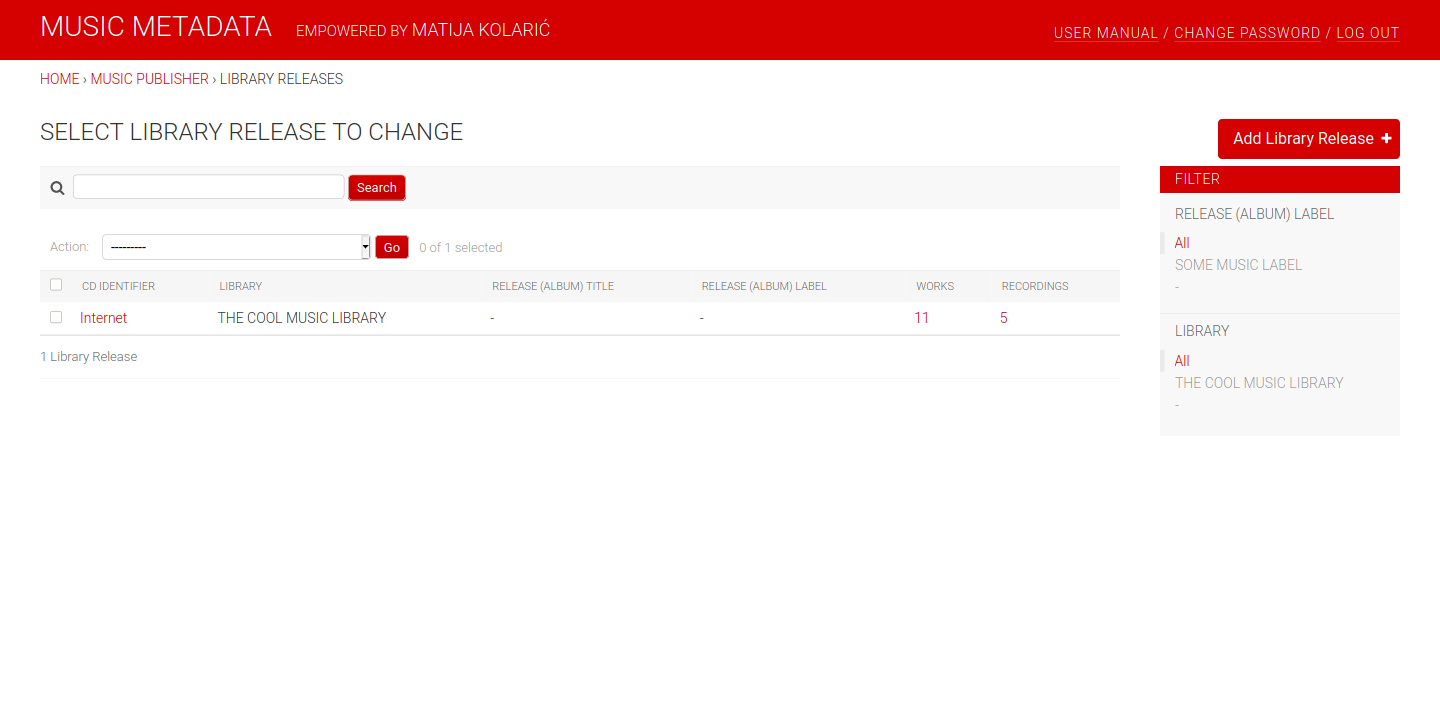 MUSIC METADATA EMPOWERED BY MATIJA KOLARIĆ
USER MANUAL / CHANGE PASSWORD / LOG OUT
HOME › MUSIC PUBLISHER › LIBRARY RELEASES
SELECT LIBRARY RELEASE TO CHANGE
Add Library Release +
Search
Action: --------- Go 0 of 1 selected
CD IDENTIFIER LIBRARY RELEASE (ALBUM) TITLE RELEASE (ALBUM) LABEL WORKS RECORDINGS
Internet THE COOL MUSIC LIBRARY - - 11 5
1 Library Release
FILTER
RELEASE (ALBUM) LABEL
All
SOME MUSIC LABEL
-
LIBRARY
All
THE COOL MUSIC LIBRARY
-